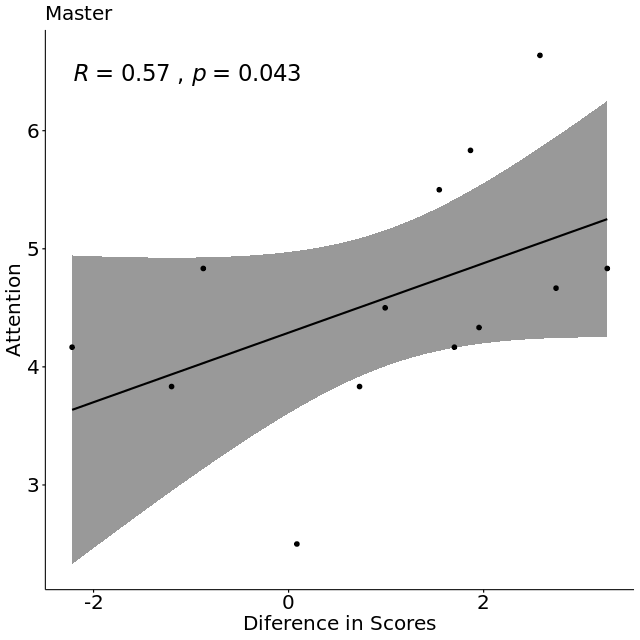 Master
R = 0.57 , p = 0.043
6
5
4
3
Attention
-2 0 2
Diference in Scores